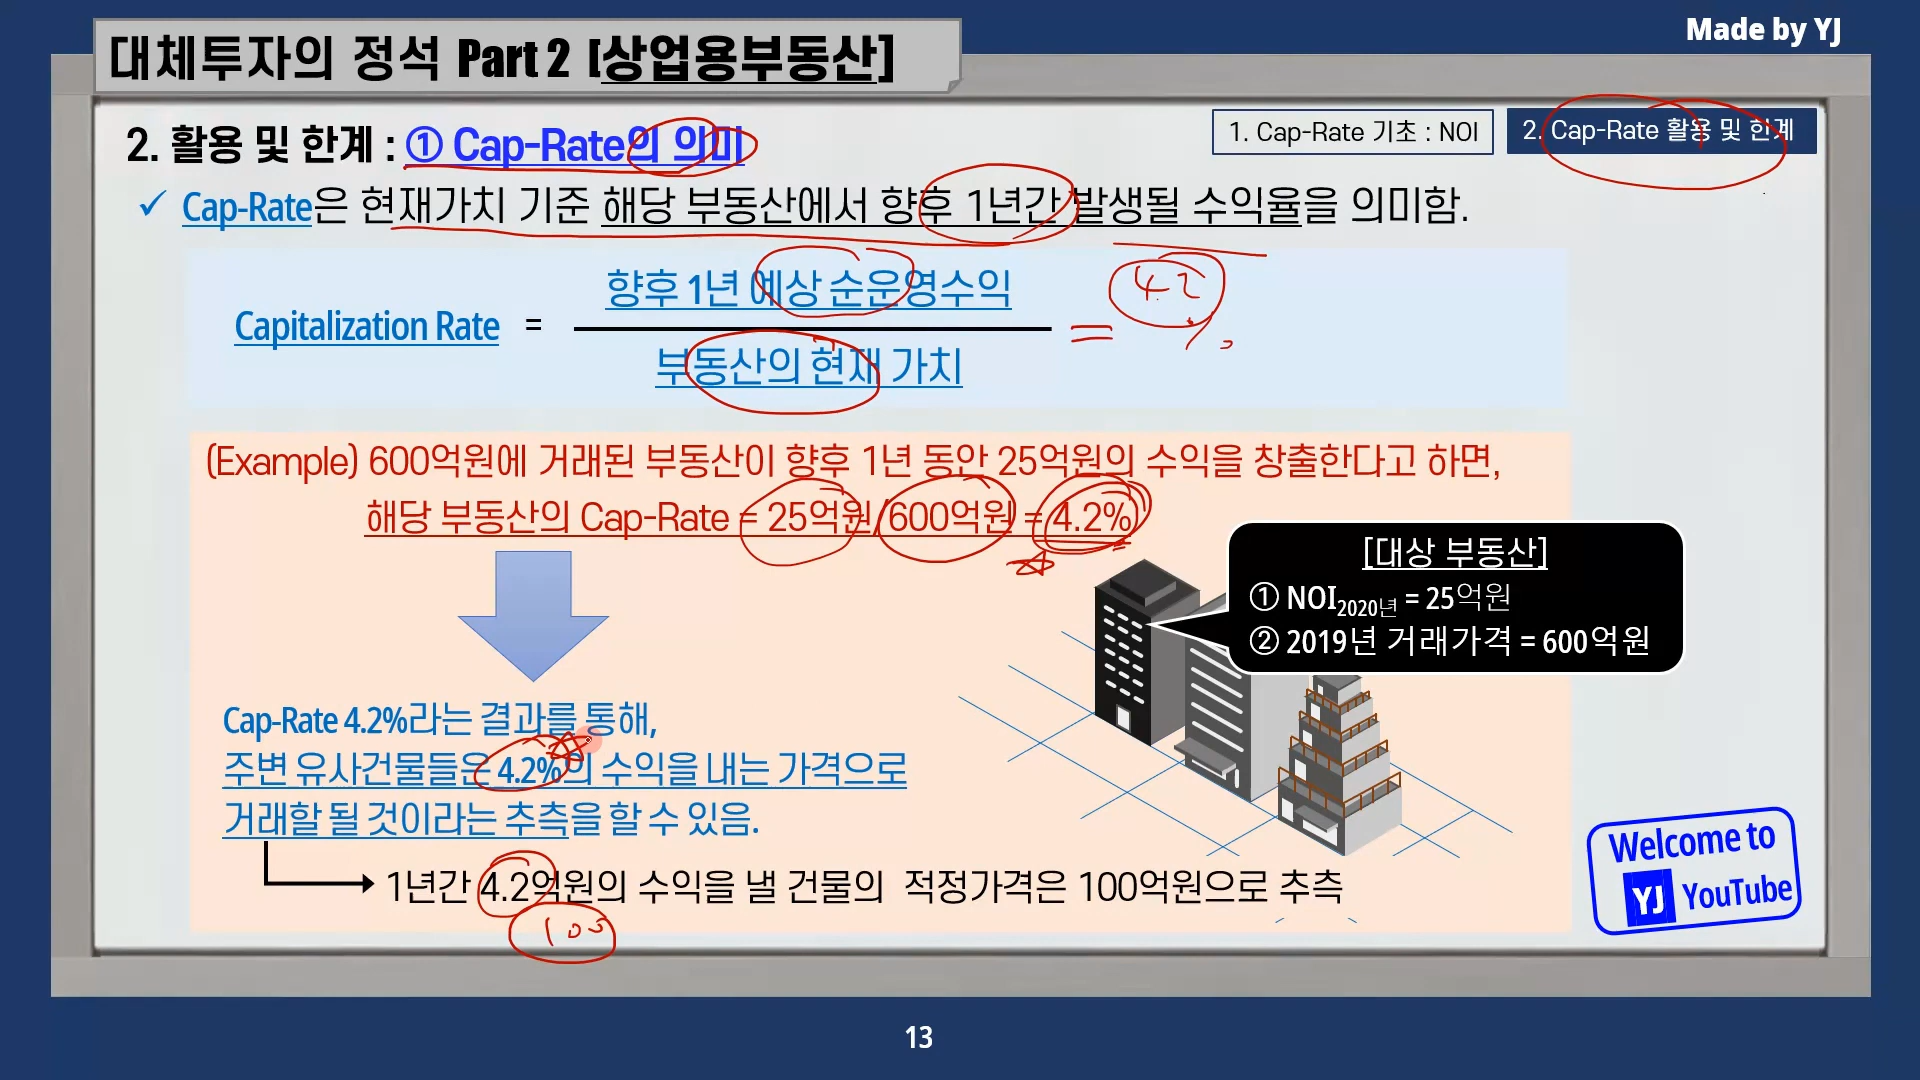 Made by YJ
대체투자의 정석 Part 2 [상업용부동산]
2. 활용 및 한계 : ① Cap-Rate의 의미
1. Cap-Rate 기초 : NOI
2. Cap-Rate 활용 및 한계
✓ Cap-Rate은 현재가치 기준 해당 부동산에서 향후 1년간 발생될 수익율을 의미함.
Capitalization Rate =
향후 1년 예상 순운영수익
부동산의 현재 가치
= 4.2 %
(Example) 600억원에 거래된 부동산이 향후 1년 동안 25억원의 수익을 창출한다고 하면,
해당 부동산의 Cap-Rate = 25억원/600억원 = 4.2%
[대상 부동산]
① NOI2020년 = 25억원
② 2019년 거래가격 = 600억원
Cap-Rate 4.2%라는 결과를 통해,
주변 유사건물들은 4.2%의 수익을 내는 가격으로
거래할 될 것이라는 추측을 할 수 있음.
1년간 4.2억원의 수익을 낼 건물의 적정가격은 100억원으로 추측
100
Welcome to
YJ YouTube
13